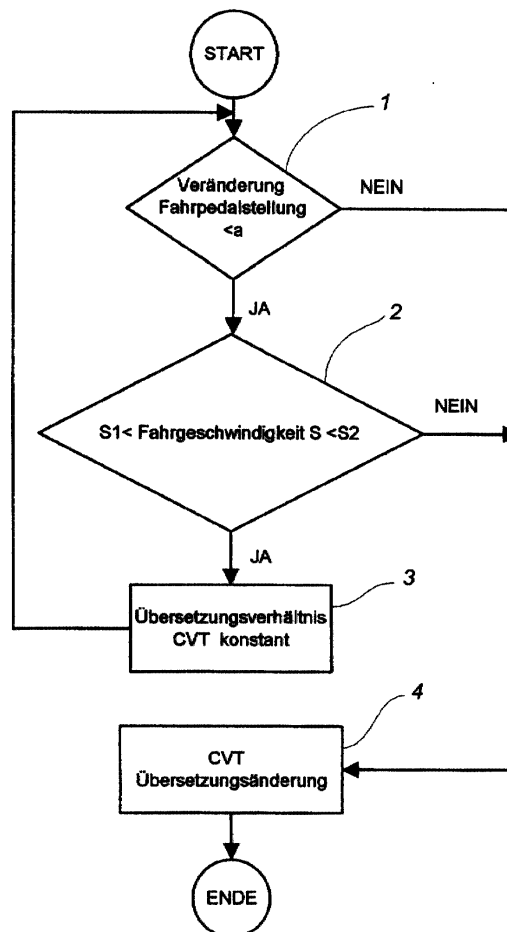 START
1
Veränderung
Fahrpedalstellung
<a
NEIN
JA
2
S1< Fahrgeschwindigkeit S <S2
NEIN
JA
3
Übersetzungsverhältnis
CVT konstant
4
CVT
Übersetzungsänderung
ENDE